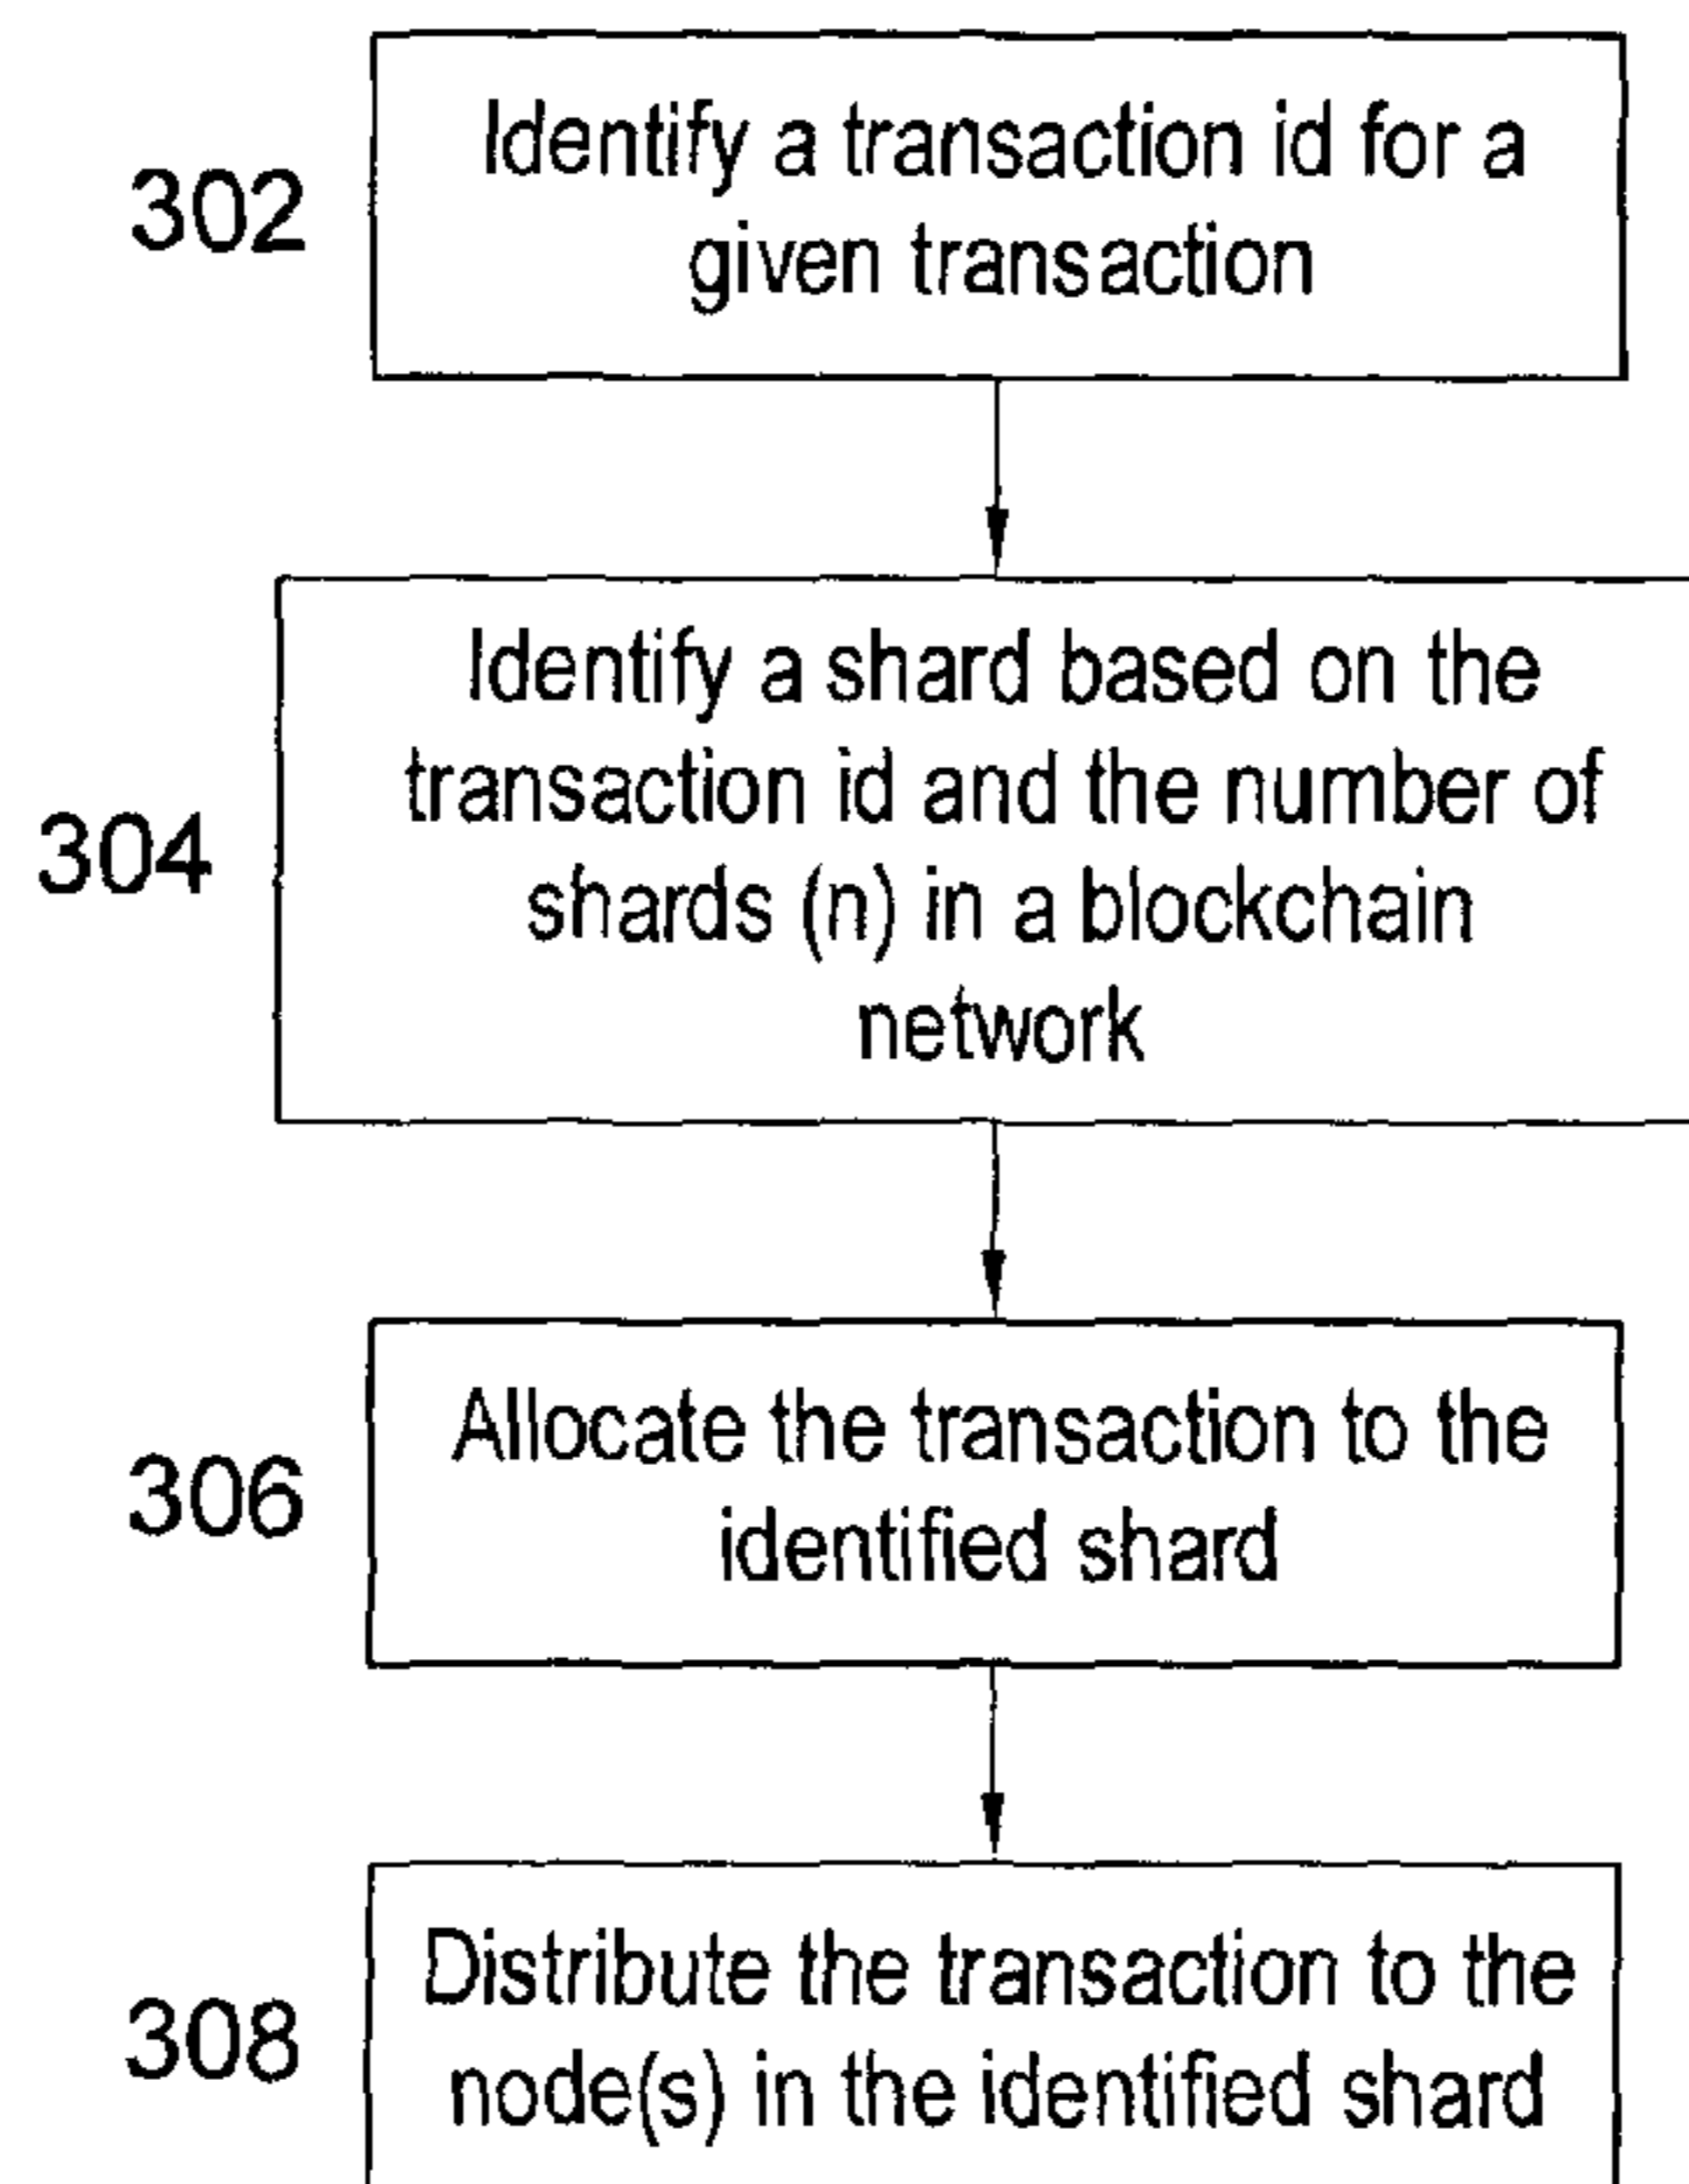 302
Identify a transaction id for a
given transaction
304
Identify a shard based on the
transaction id and the number of
shards (n) in a blockchain
network
306
Allocate the transaction to the
identified shard
308
Distribute the transaction to the
node(s) in the identified shard